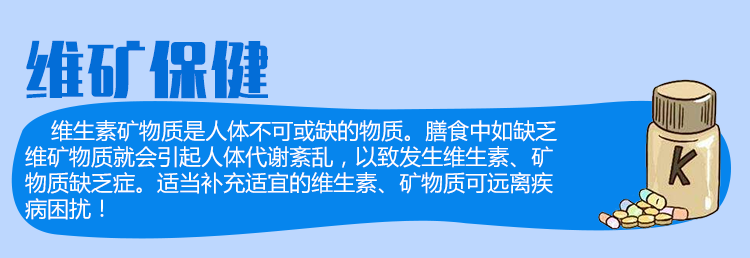 维矿保健
维生素矿物质是人体不可或缺的物质。膳食中如缺乏
维矿物质就会引起人体代谢紊乱，以致发生维生素、矿
物质缺乏症。适当补充适宜的维生素、矿物质可远离疾
病困扰！
K